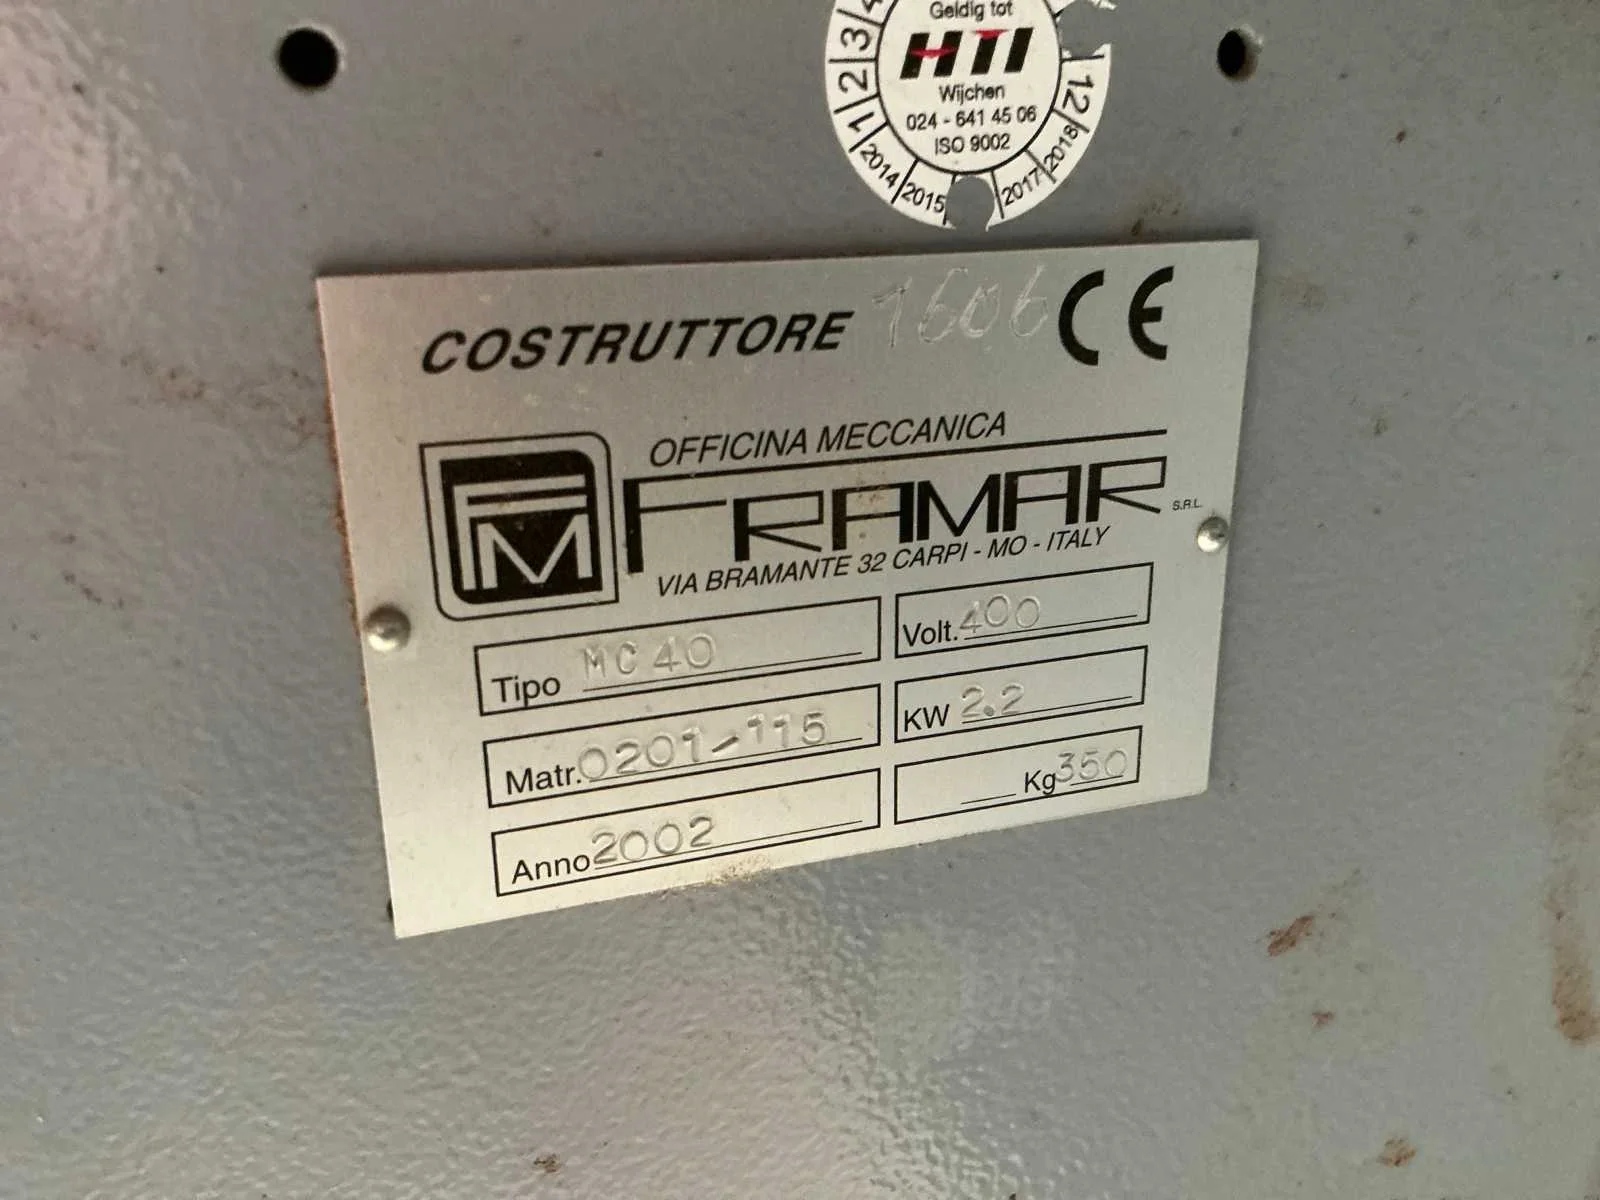 Geldig tot
HTI
Wijchen
024 - 641 45 06
ISO 9002
1 2 3 4
12
2014 2015 2017 2018
COSTRUTTORE 1606 CE
OFFICINA MECCANICA
FM FRAMAR S.R.L.
VIA BRAMANTE 32 CARPI - MO - ITALY
Tipo MC 40
Volt. 400
Matr. 0201-115
KW 2.2
Anno 2002
Kg 350